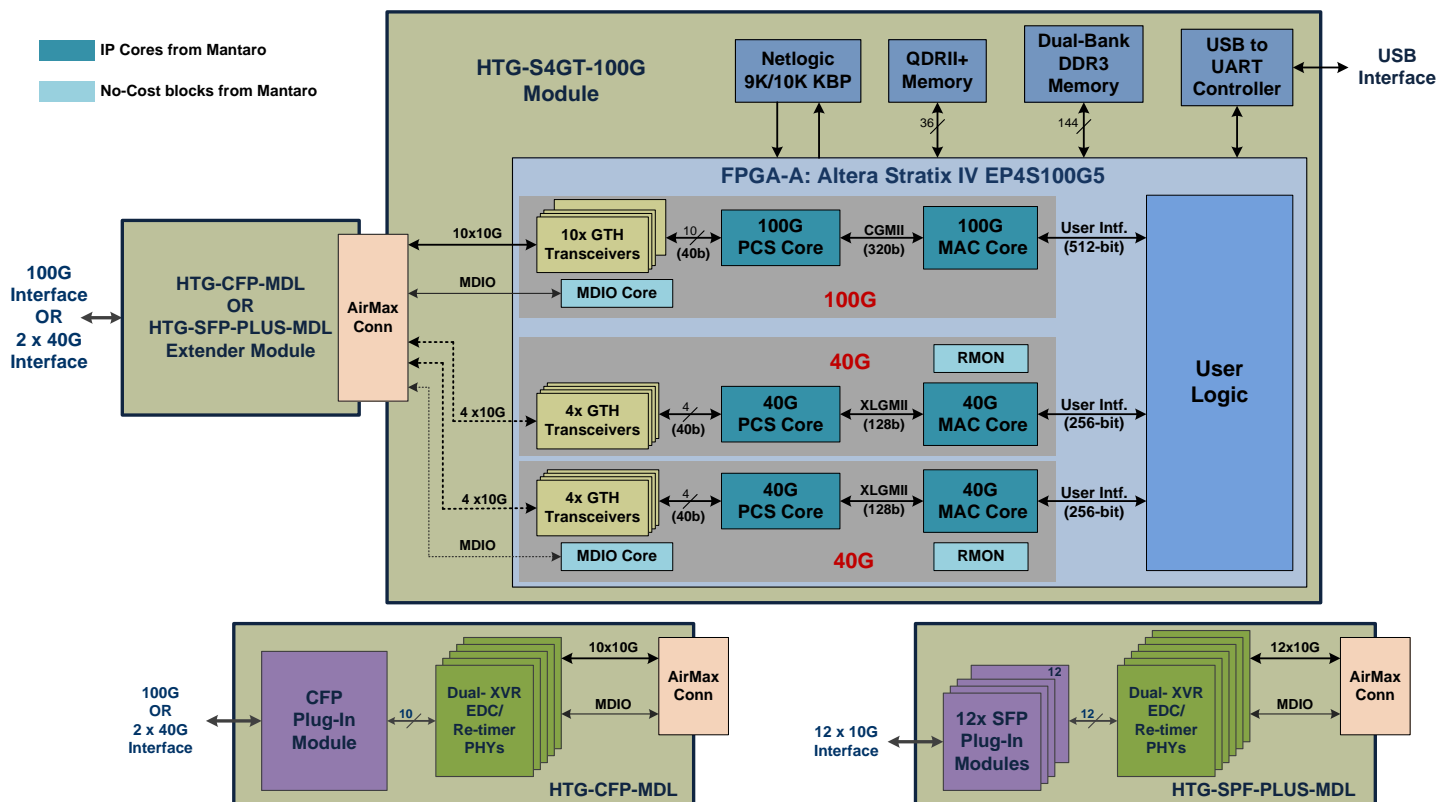 IP Cores from Mantaro
No-Cost blocks from Mantaro
HTG-S4GT-100G
Module
Netlogic
9K/10K KBP
QDRII+
Memory
Dual-Bank
DDR3
Memory
USB to
UART
Controller
USB
Interface
36
144
FPGA-A: Altera Stratix IV EP4S100G5
100G
Interface
OR
2 x 40G
Interface
HTG-CFP-MDL
OR
HTG-SFP-PLUS-MDL
Extender Module
AirMax
Conn
10x10G
10x GTH
Transceivers
10
(40b)
100G
PCS Core
CGMII
(320b)
100G
MAC Core
User Intf.
(512-bit)
MDIO
MDIO Core
100G
User
Logic
40G
RMON
4 x10G
4x GTH
Transceivers
4
(40b)
40G
PCS Core
XLGMII
(128b)
40G
MAC Core
User Intf.
(256-bit)
4 x10G
4x GTH
Transceivers
4
(40b)
40G
PCS Core
XLGMII
(128b)
40G
MAC Core
User Intf.
(256-bit)
MDIO
MDIO Core
40G
RMON
100G
OR
2 x 40G
Interface
CFP
Plug-In
Module
10
Dual- XVR
EDC/
Re-timer
PHYs
10x10G
MDIO
AirMax
Conn
HTG-CFP-MDL
12 x 10G
Interface
12
12x SFP
Plug-In
Modules
12
Dual- XVR
EDC/
Re-timer
PHYs
12x10G
MDIO
AirMax
Conn
HTG-SPF-PLUS-MDL